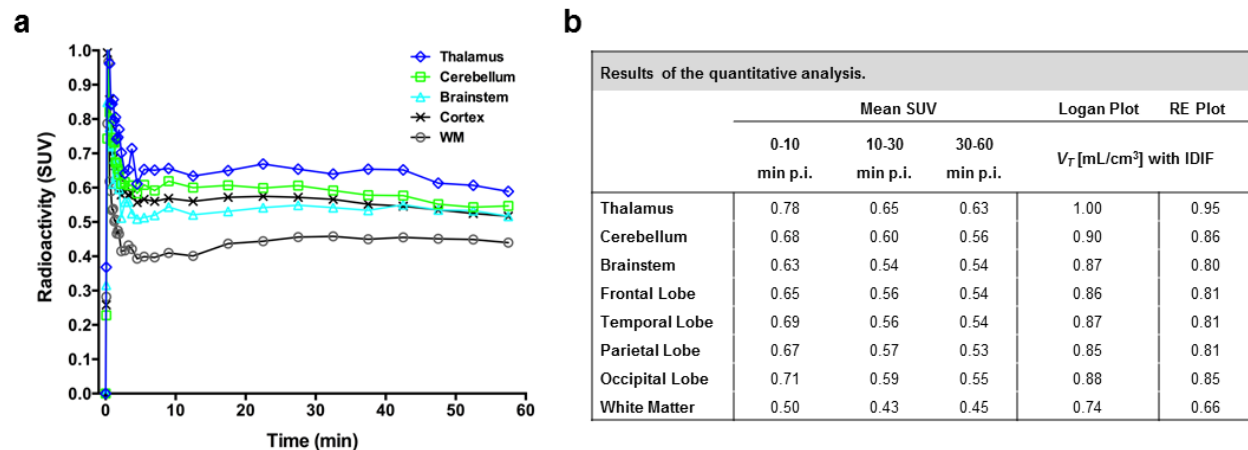 a
1.0
0.9
0.8
0.7
0.6
0.5
0.4
0.3
0.2
0.1
0.0
Radioactivity (SUV)
0 10 20 30 40 50 60
Time (min)
Thalamus
Cerebellum
Brainstem
Cortex
WM
b
Results of the quantitative analysis.
Mean SUV Logan Plot RE Plot
0-10 10-30 30-60
min p.i. min p.i. min p.i. V_T [mL/cm³] with IDIF
Thalamus 0.78 0.65 0.63 1.00 0.95
Cerebellum 0.68 0.60 0.56 0.90 0.86
Brainstem 0.63 0.54 0.54 0.87 0.80
Frontal Lobe 0.65 0.56 0.54 0.86 0.81
Temporal Lobe 0.69 0.56 0.54 0.87 0.81
Parietal Lobe 0.67 0.57 0.53 0.85 0.81
Occipital Lobe 0.71 0.59 0.55 0.88 0.85
White Matter 0.50 0.43 0.45 0.74 0.66